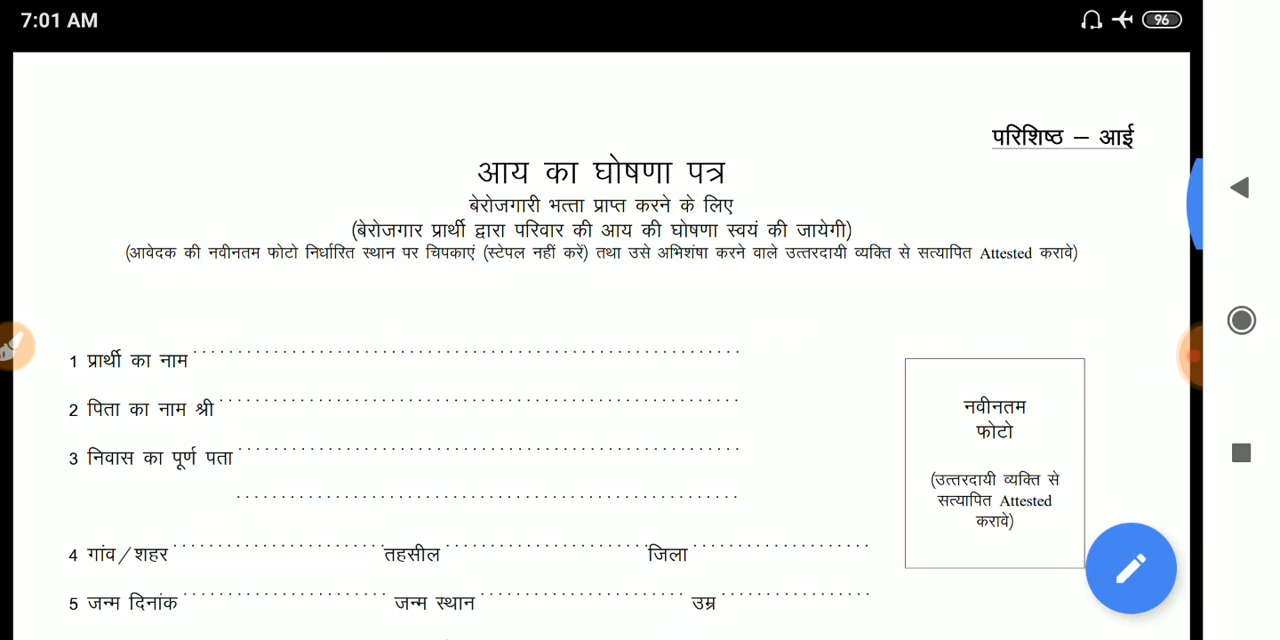 7:01 AM
96
परिशिष्ठ – आई
आय का घोषणा पत्र
बेरोजगारी भत्ता प्राप्त करने के लिए
(बेरोजगार प्रार्थी द्वारा परिवार की आय की घोषणा स्वयं की जायेगी)
(आवेदक की नवीनतम फोटो निर्धारित स्थान पर चिपकाएं (स्टेपल नहीं करें) तथा उसे अभिशंषा करने वाले उत्तरदायी व्यक्ति से सत्यापित Attested करावे)
1 प्रार्थी का नाम
2 पिता का नाम श्री
3 निवास का पूर्ण पता
नवीनतम
फोटो
(उत्तरदायी व्यक्ति से
सत्यापित Attested
करावे)
4 गांव/शहर तहसील जिला
5 जन्म दिनांक जन्म स्थान उम्र